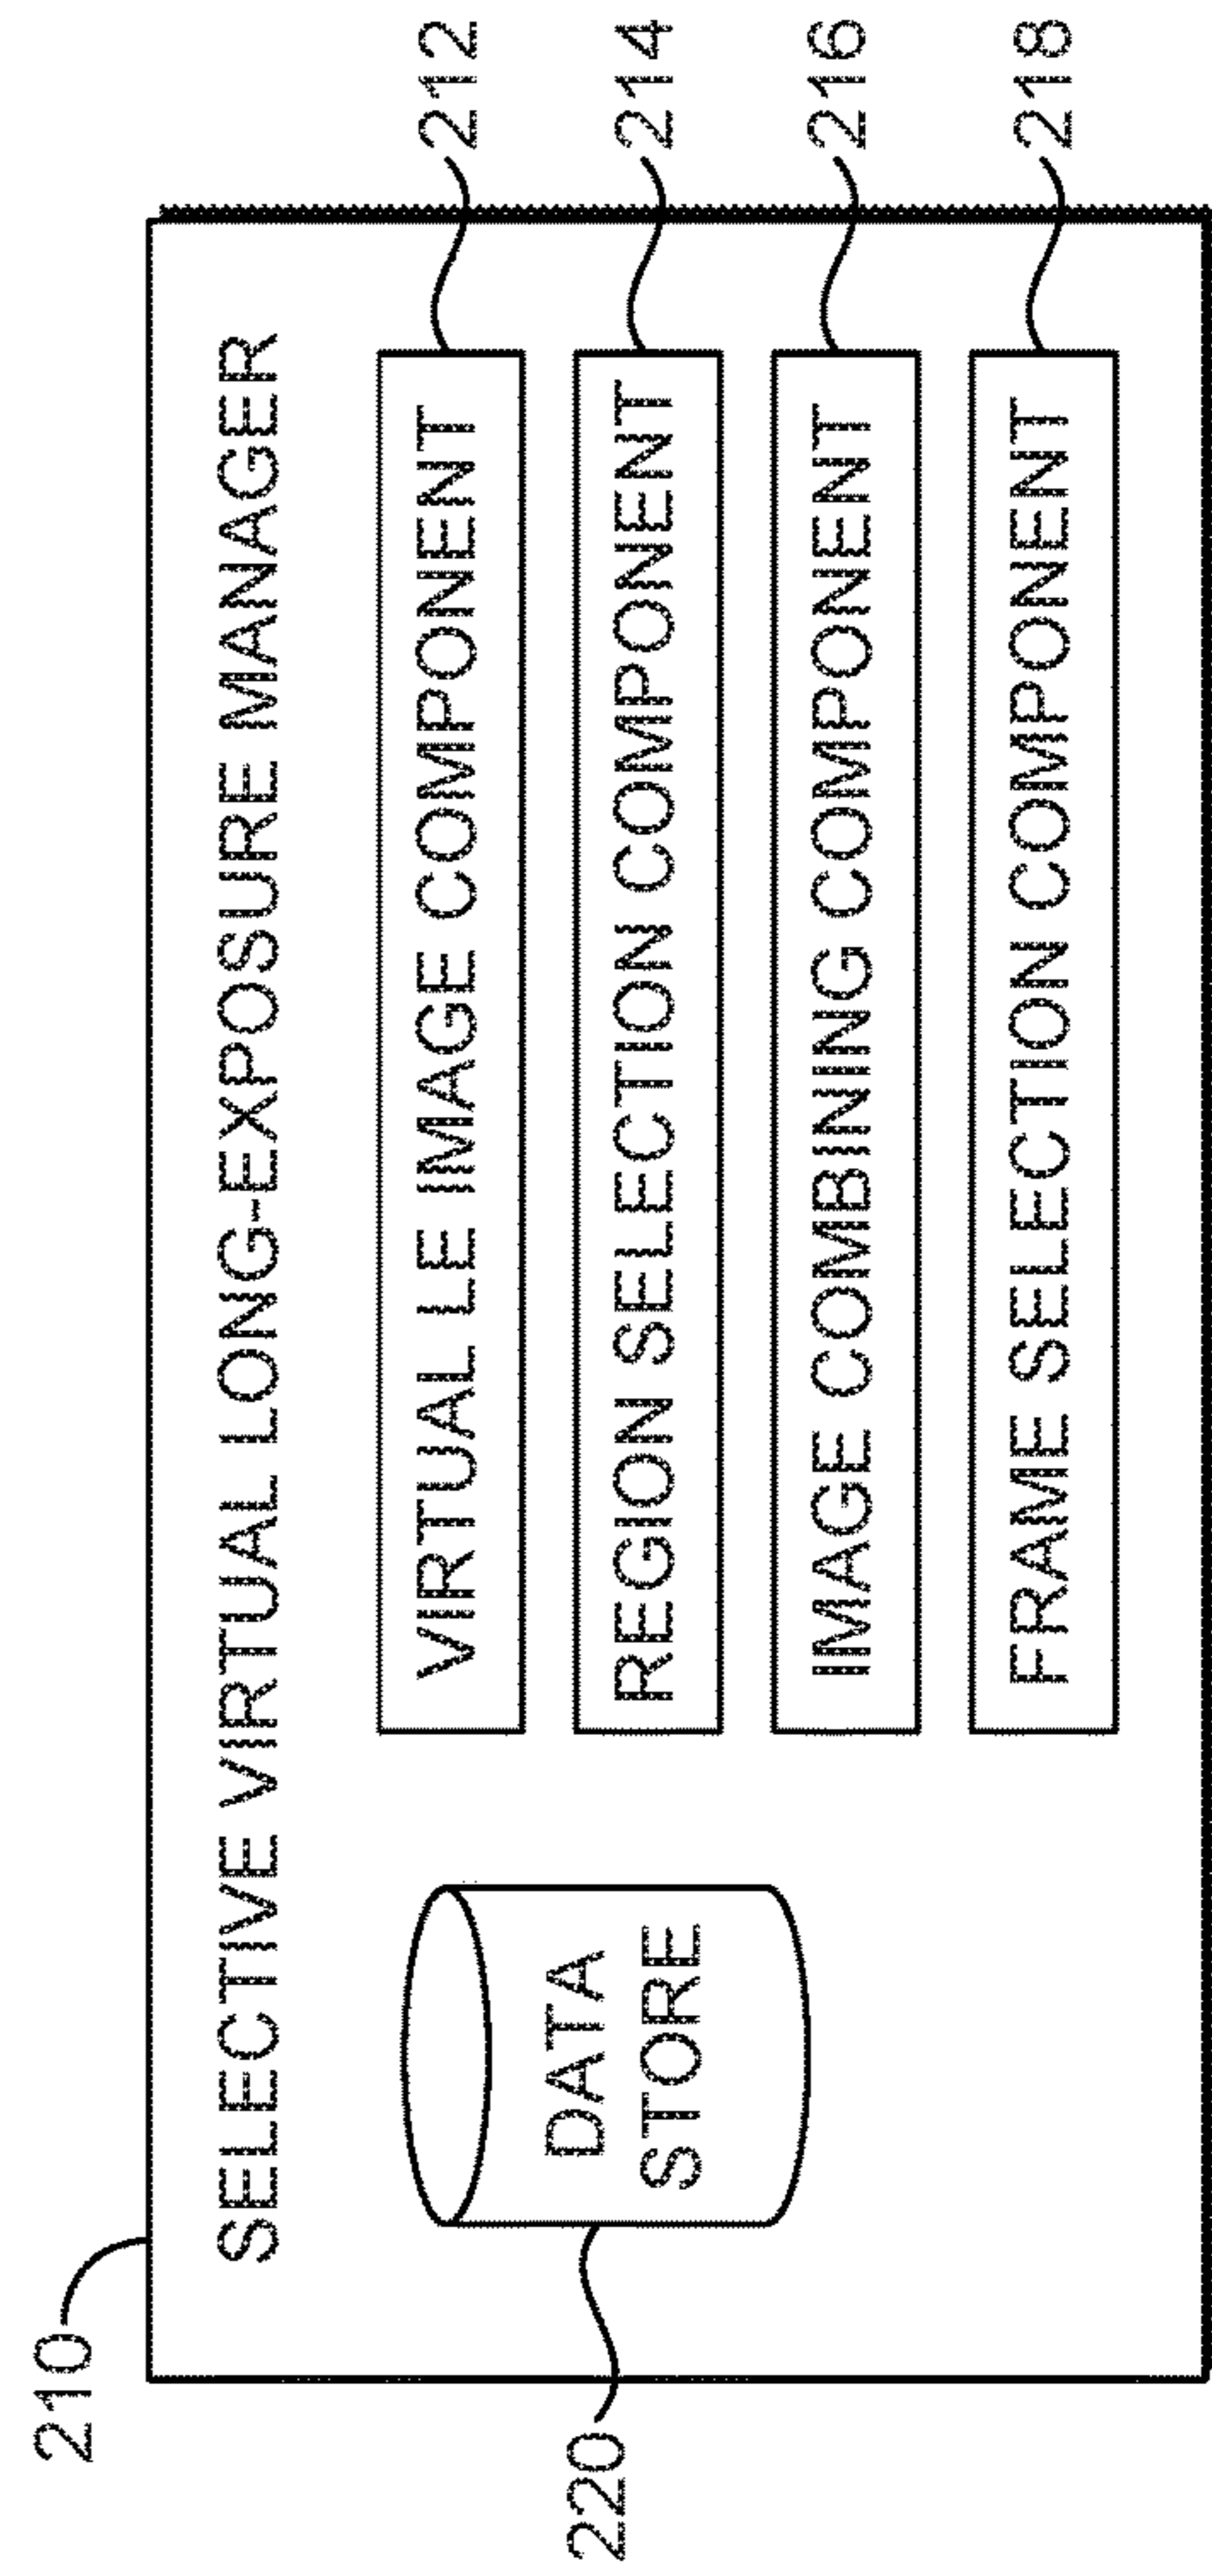 210
SELECTIVE VIRTUAL LONG-EXPOSURE MANAGER
VIRTUAL LE IMAGE COMPONENT
212
REGION SELECTION COMPONENT
214
IMAGE COMBINING COMPONENT
216
FRAME SELECTION COMPONENT
218
DATA
STORE
220